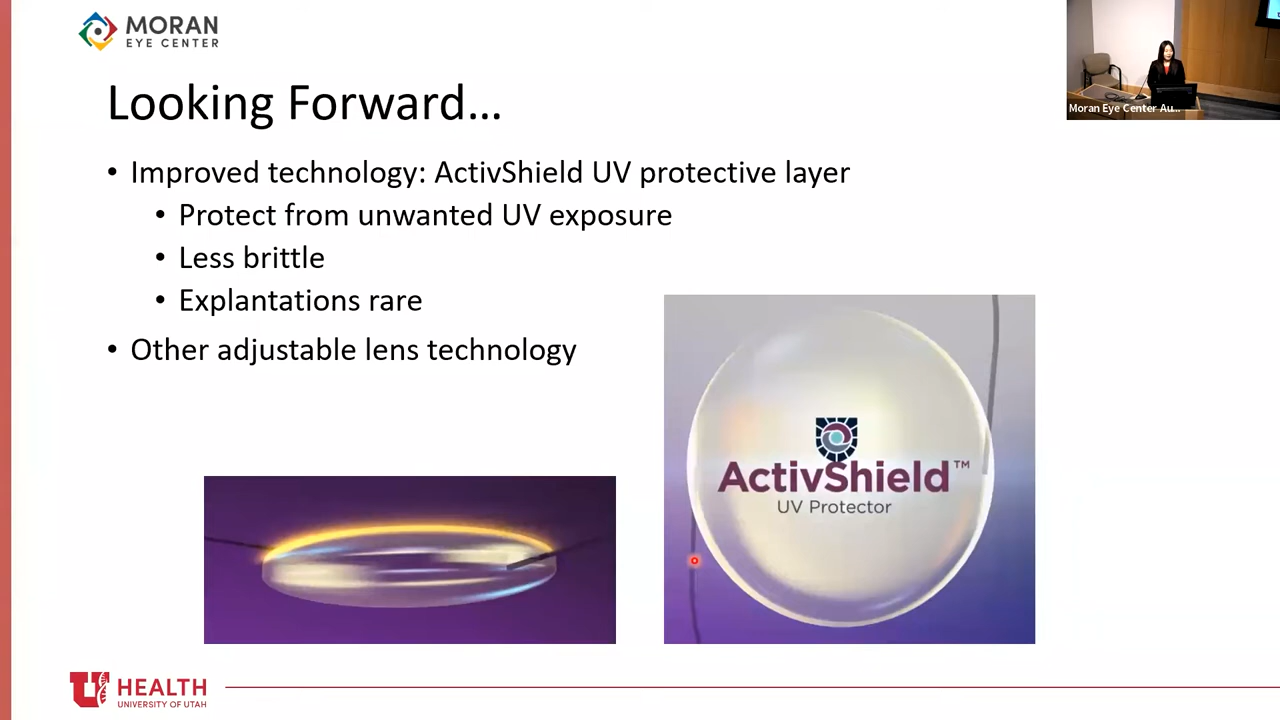 MORAN
EYE CENTER
Moran Eye Center Au...
Looking Forward...
• Improved technology: ActivShield UV protective layer
• Protect from unwanted UV exposure
• Less brittle
• Explantations rare
• Other adjustable lens technology
ActivShield™
UV Protector
U HEALTH
UNIVERSITY OF UTAH